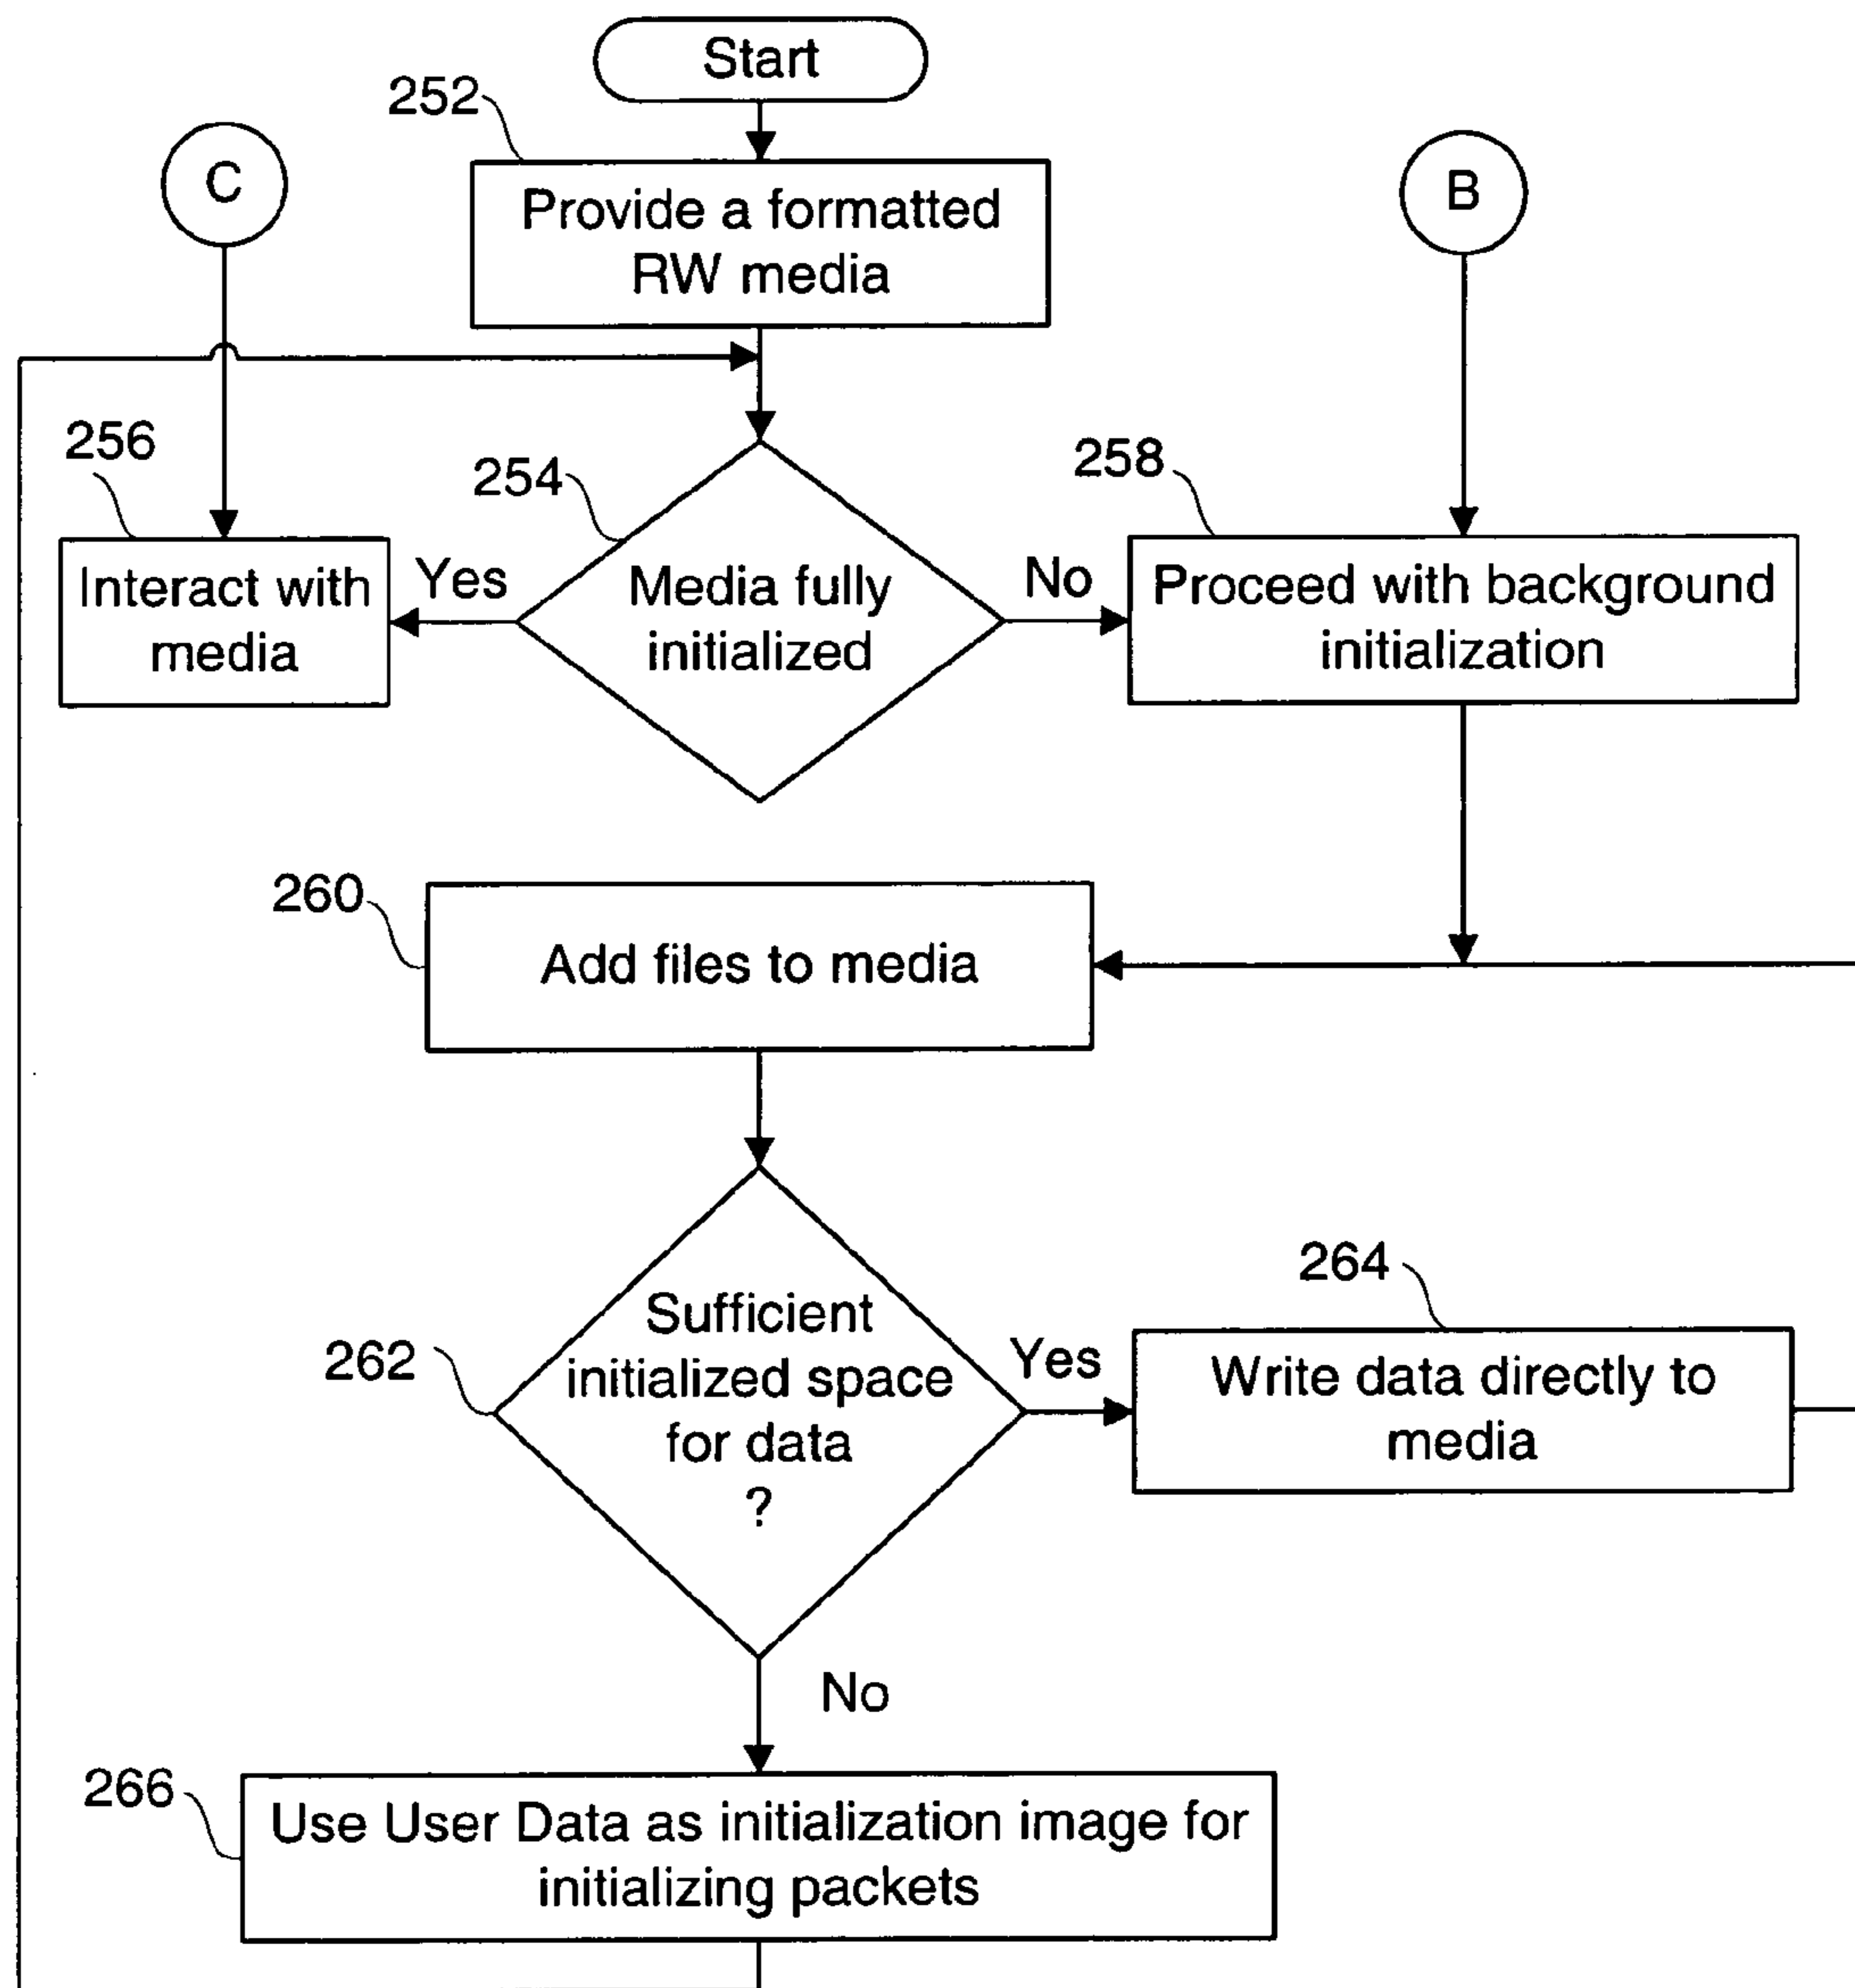 Start
252
C
Provide a formatted
RW media
B
256
254
258
Interact with
media
Yes
Media fully
initialized
No
Proceed with background
initialization
260
Add files to media
262
Sufficient
initialized space
for data
?
Yes
264
Write data directly to
media
No
266
Use User Data as initialization image for
initializing packets